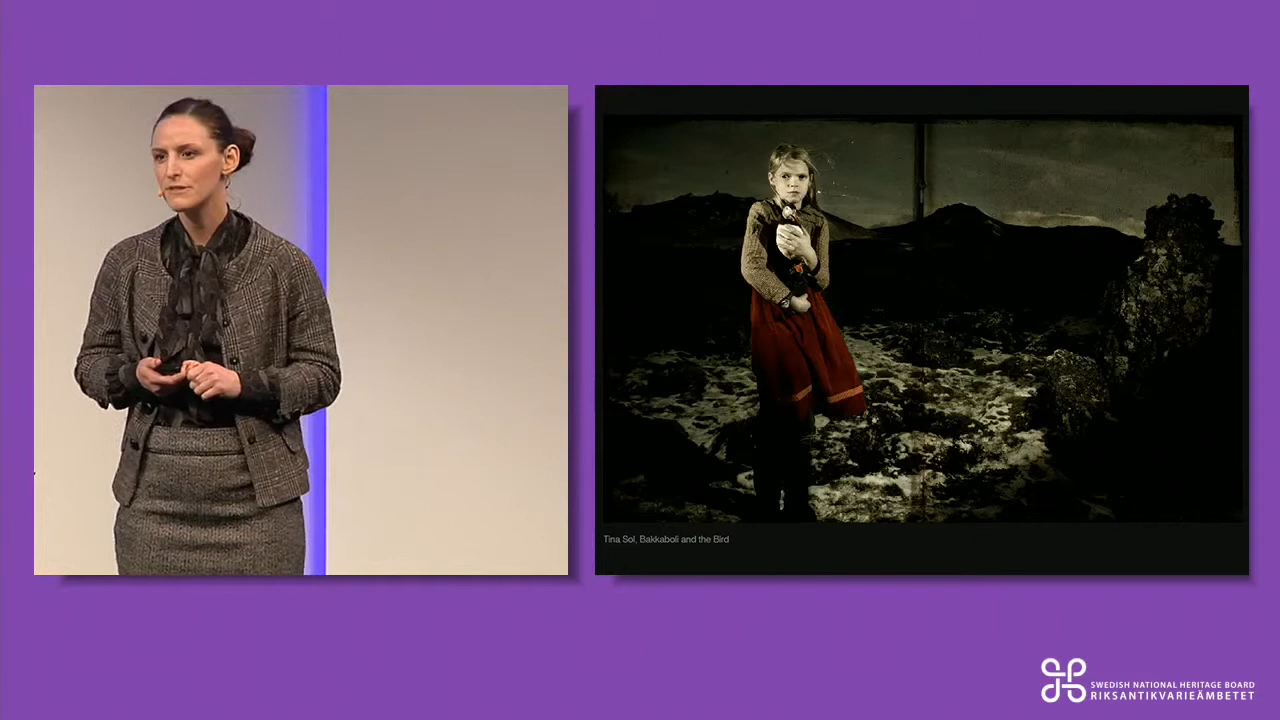 Tina Sol, Bakkaboli and the Bird
SWEDISH NATIONAL HERITAGE BOARD
RIKSANTIKVARIEÄMBETET